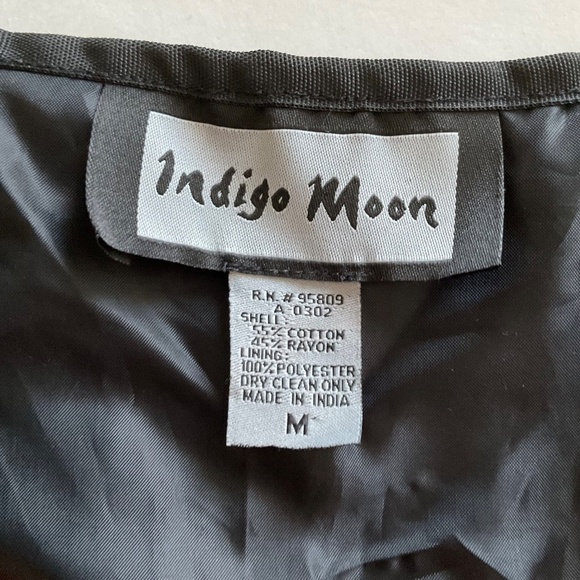 Indigo Moon
R.N. # 95809
A 0302
SHELL:
55% COTTON
45% RAYON
LINING:
100% POLYESTER
DRY CLEAN ONLY
MADE IN INDIA
M